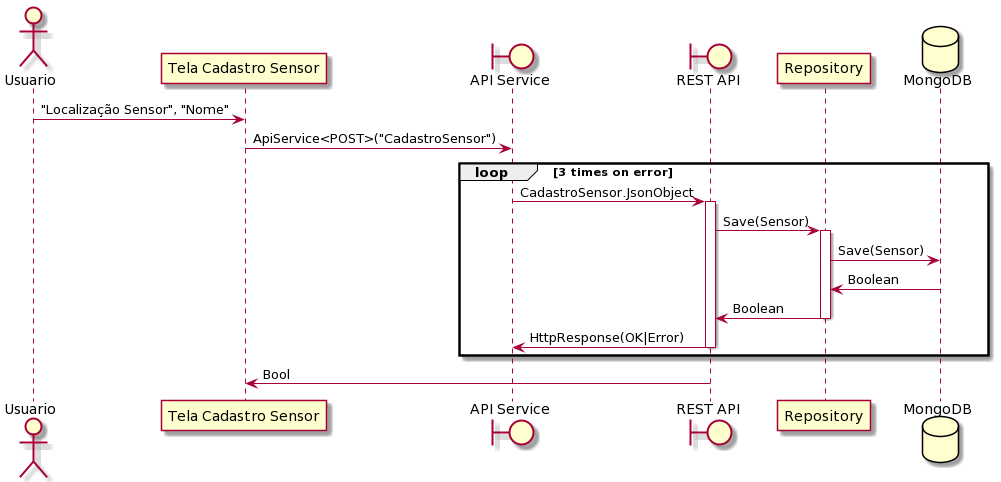 Usuario
Tela Cadastro Sensor
API Service
REST API
Repository
MongoDB
"Localização Sensor", "Nome"
ApiService<POST>("CadastroSensor")
loop [3 times on error]
CadastroSensor.JsonObject
Save(Sensor)
Save(Sensor)
Boolean
Boolean
HttpResponse(OK|Error)
Bool
Usuario
Tela Cadastro Sensor
API Service
REST API
Repository
MongoDB